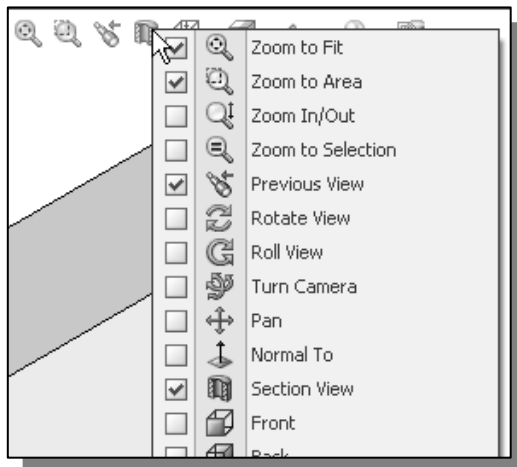 Zoom to Fit
Zoom to Area
Zoom In/Out
Zoom to Selection
Previous View
Rotate View
Roll View
Turn Camera
Pan
Normal To
Section View
Front
Back